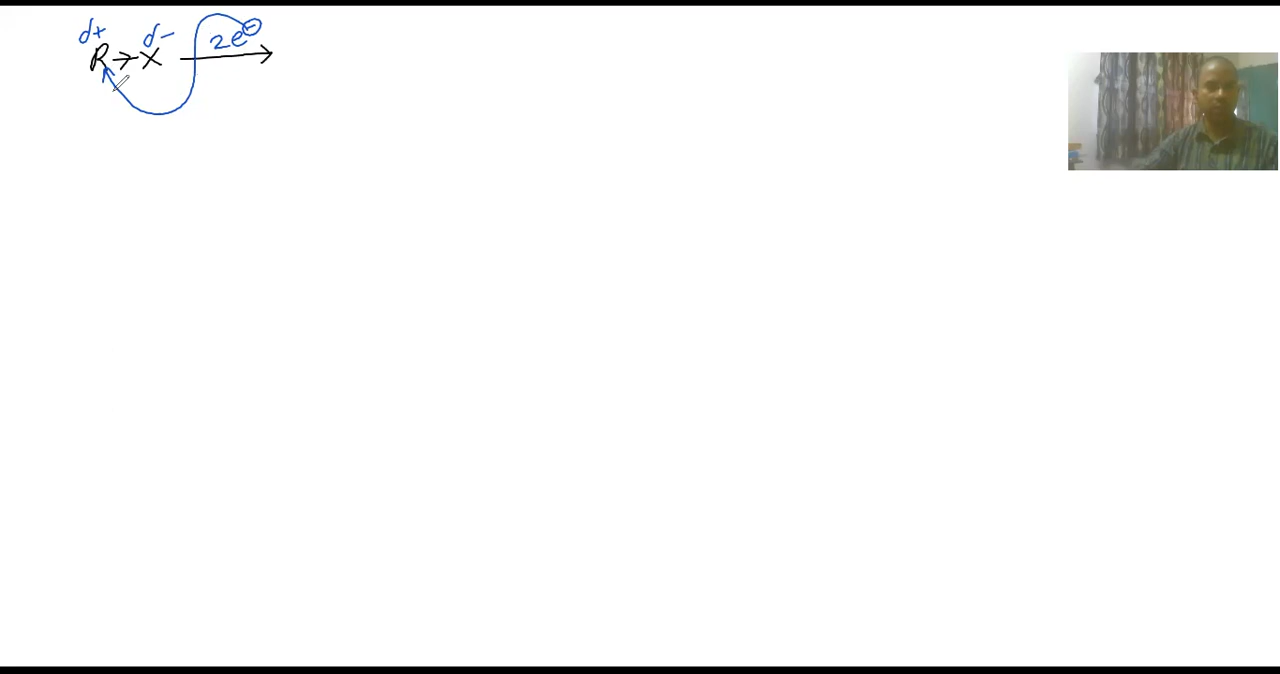 δ+ δ-
R→X 2e⊖ →